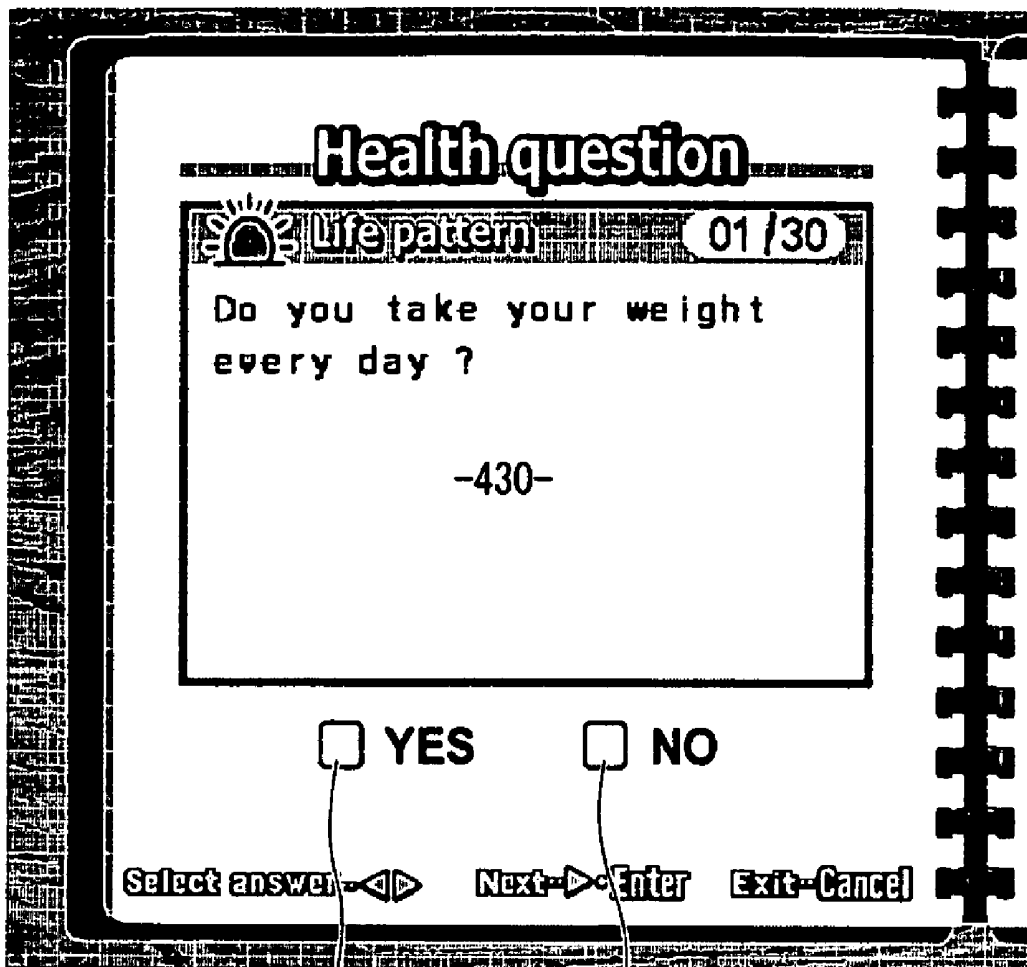 Health question
Life pattern 01/30
Do you take your weight
every day ?
-430-
YES NO
Select answer--◁▷ Next--▷•Enter Exit--Cancel